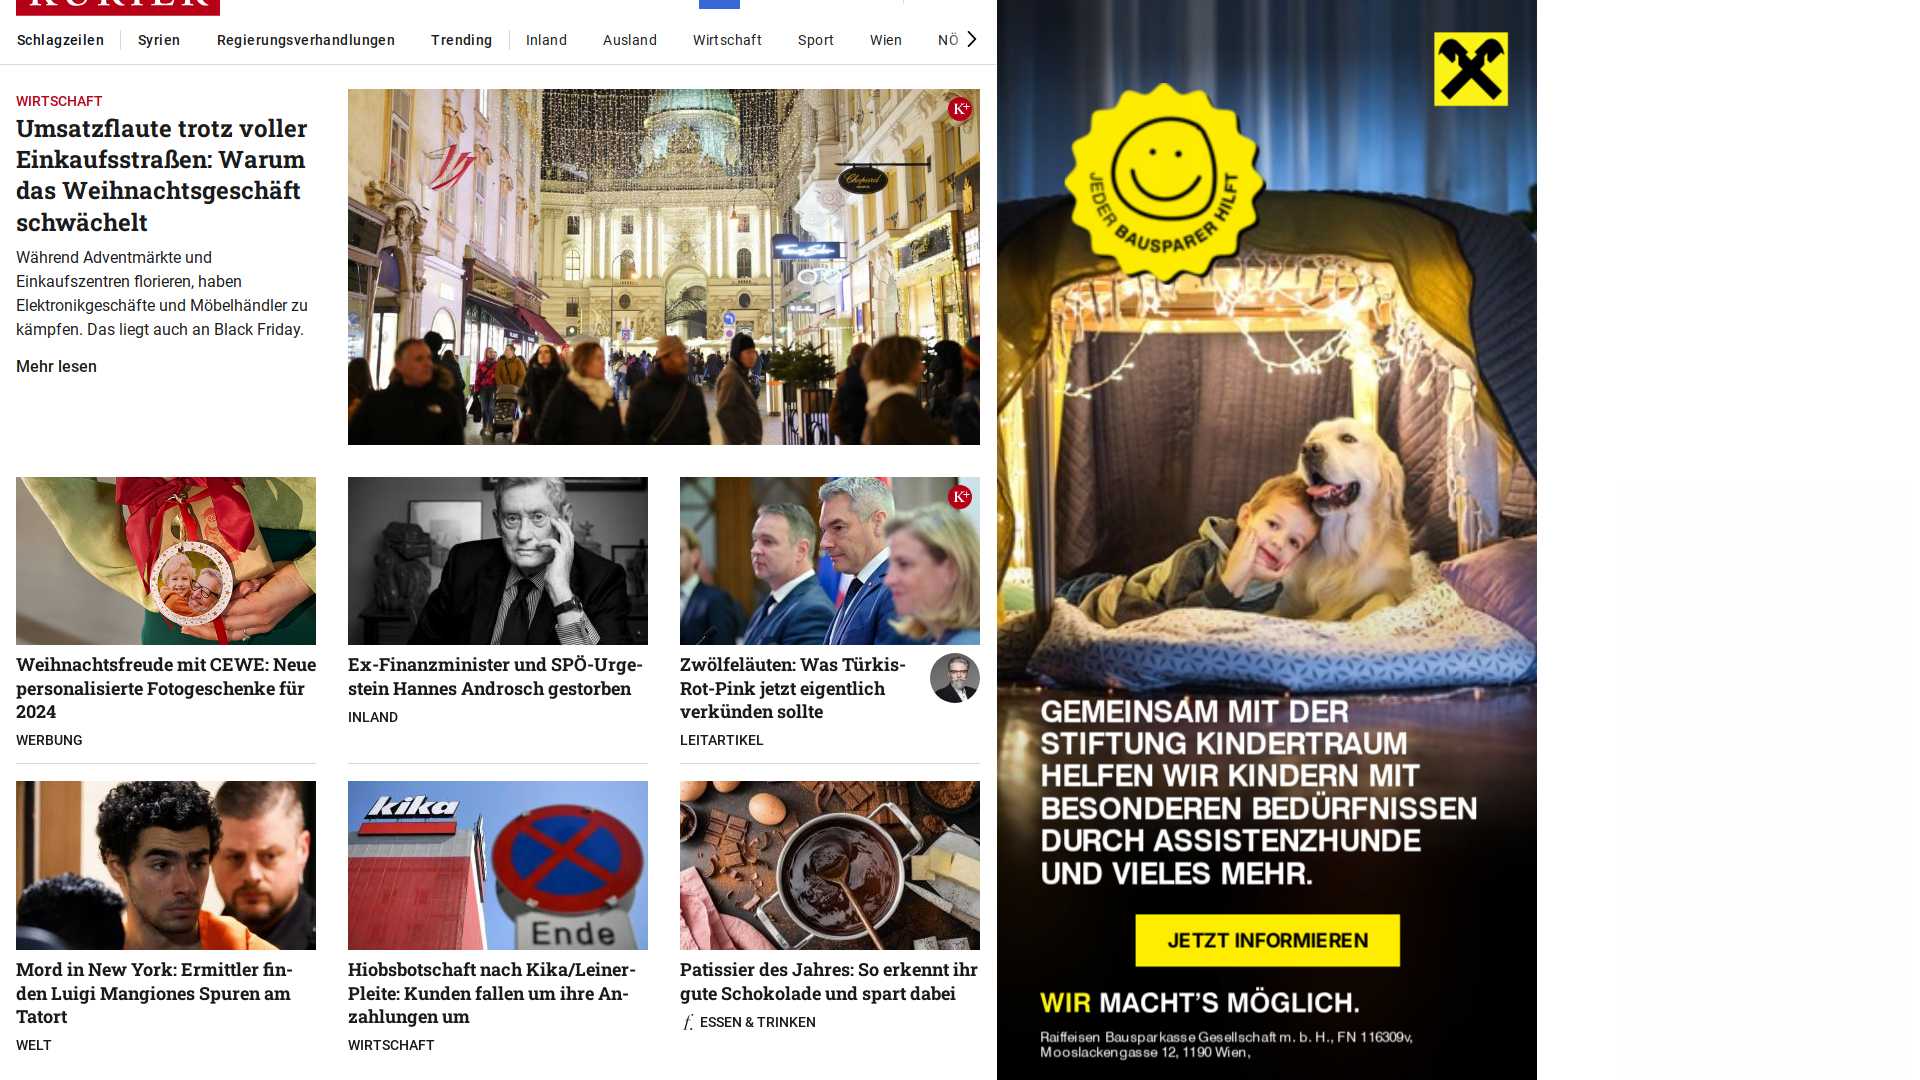 KURIER
Schlagzeilen
Syrien
Regierungsverhandlungen
Trending
Inland
Ausland
Wirtschaft
Sport
Wien
NÖ
WIRTSCHAFT
Umsatzflaute trotz voller
Einkaufsstraßen: Warum
das Weihnachtsgeschäft
schwächelt
Während Adventmärkte und
Einkaufszentren florieren, haben
Elektronikgeschäfte und Möbelhändler zu
kämpfen. Das liegt auch an Black Friday.
Mehr lesen
K+
Chopard
Weihnachtsfreude mit CEWE: Neue
personalisierte Fotogeschenke für
2024
WERBUNG
Ex-Finanzminister und SPÖ-Urge-
stein Hannes Androsch gestorben
INLAND
K+
Zwölfeläuten: Was Türkis-
Rot-Pink jetzt eigentlich
verkünden sollte
LEITARTIKEL
Mord in New York: Ermittler fin-
den Luigi Mangiones Spuren am
Tatort
WELT
kika
Ende
Hiobsbotschaft nach Kika/Leiner-
Pleite: Kunden fallen um ihre An-
zahlungen um
WIRTSCHAFT
Patissier des Jahres: So erkennt ihr
gute Schokolade und spart dabei
f. ESSEN & TRINKEN
JEDER BAUSPARER HILFT
GEMEINSAM MIT DER
STIFTUNG KINDERTRAUM
HELFEN WIR KINDERN MIT
BESONDEREN BEDÜRFNISSEN
DURCH ASSISTENZHUNDE
UND VIELES MEHR.
JETZT INFORMIEREN
WIR MACHT'S MÖGLICH.
Raiffeisen Bausparkasse Gesellschaft m. b. H., FN 116309v,
Mooslackengasse 12, 1190 Wien,